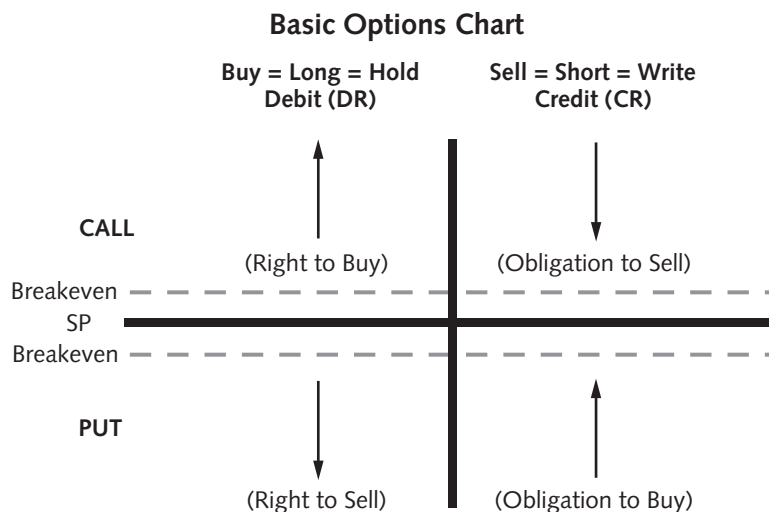 Basic Options Chart
Buy = Long = Hold
Debit (DR)
Sell = Short = Write
Credit (CR)
CALL
(Right to Buy)
(Obligation to Sell)
Breakeven
SP
Breakeven
PUT
(Right to Sell)
(Obligation to Buy)